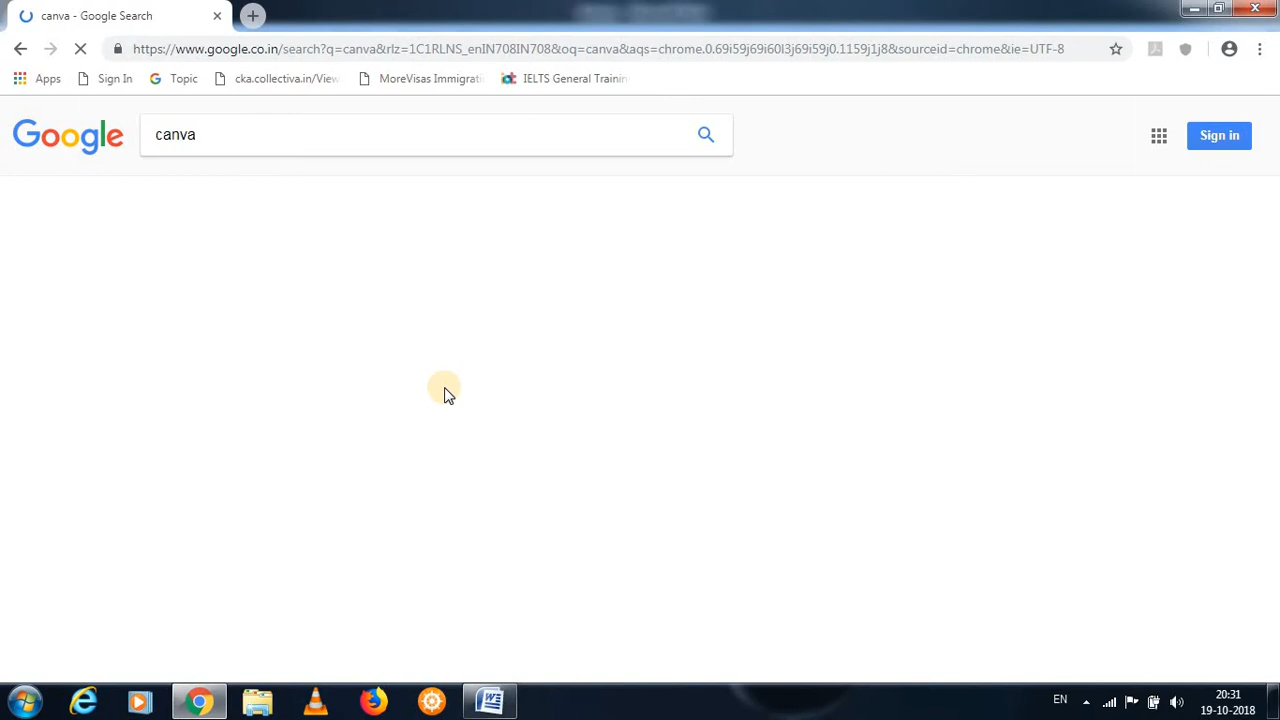 canva - Google Search
https://www.google.co.in/search?q=canva&rlz=1C1RLNS_enIN708IN708&oq=canva&aqs=chrome.0.69i59j69i60l3j69i59j0.1159j1j8&sourceid=chrome&ie=UTF-8
Apps Sign In Topic cka.collectiva.in/View MoreVisas Immigrati IELTS General Trainin
Google canva Sign in
EN 20:31
19-10-2018